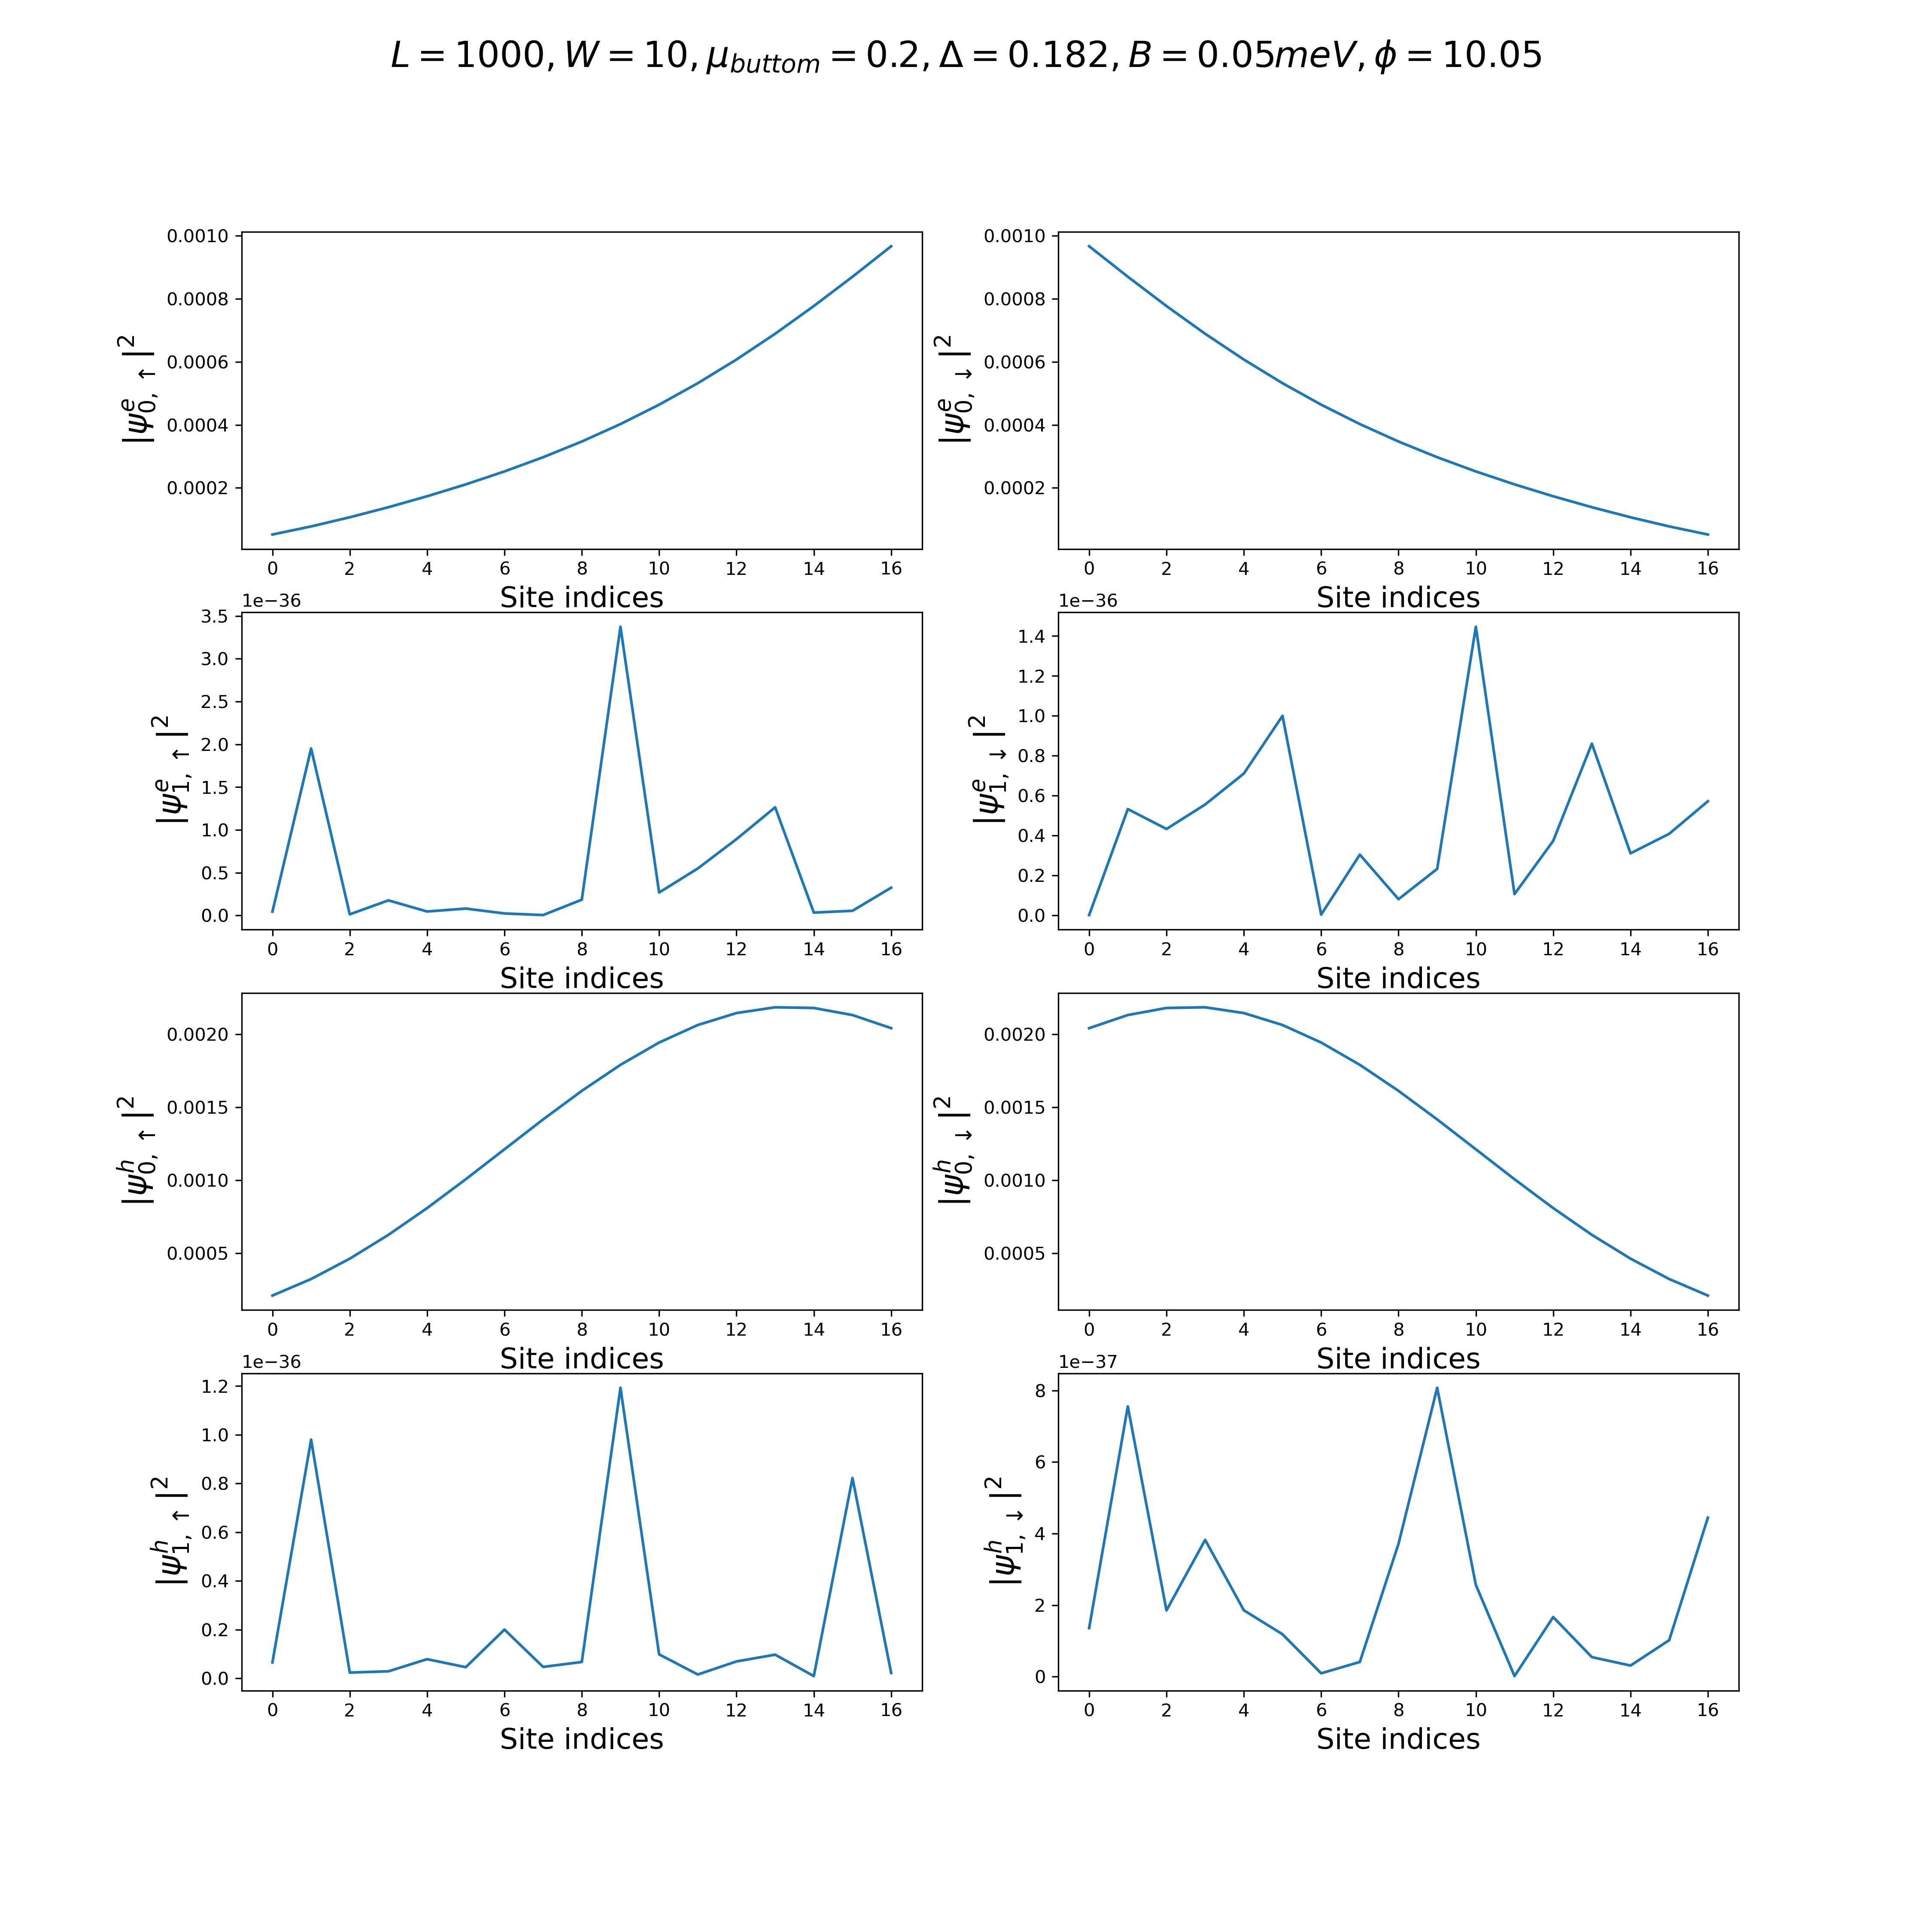 L = 1000, W = 10, μ_buttom = 0.2, Δ = 0.182, B = 0.05meV, ϕ = 10.05
|ψ^e_{0,↑}|^2
0.0010
0.0008
0.0006
0.0004
0.0002
0 2 4 6 8 10 12 14 16
Site indices
|ψ^e_{0,↓}|^2
0.0010
0.0008
0.0006
0.0004
0.0002
0 2 4 6 8 10 12 14 16
Site indices
1e−36
|ψ^e_{1,↑}|^2
3.5
3.0
2.5
2.0
1.5
1.0
0.5
0.0
0 2 4 6 8 10 12 14 16
Site indices
1e−36
|ψ^e_{1,↓}|^2
1.4
1.2
1.0
0.8
0.6
0.4
0.2
0.0
0 2 4 6 8 10 12 14 16
Site indices
|ψ^h_{0,↑}|^2
0.0020
0.0015
0.0010
0.0005
0 2 4 6 8 10 12 14 16
Site indices
|ψ^h_{0,↓}|^2
0.0020
0.0015
0.0010
0.0005
0 2 4 6 8 10 12 14 16
Site indices
1e−36
|ψ^h_{1,↑}|^2
1.2
1.0
0.8
0.6
0.4
0.2
0.0
0 2 4 6 8 10 12 14 16
Site indices
1e−37
|ψ^h_{1,↓}|^2
8
6
4
2
0
0 2 4 6 8 10 12 14 16
Site indices